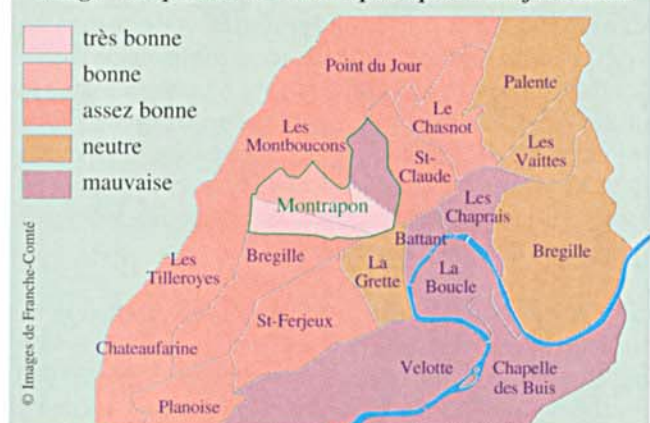 très bonne
bonne
assez bonne
neutre
mauvaise
© Images de Franche-Comté
Point du Jour
Palente
Le
Chasnot
Les
Montboucons
Les
Vaittes
St-
Claude
Montrapon
Les
Chaprais
Battant
Bregille
Bregille
Les
Tilleroyes
La
Grette
La
Boucle
St-Ferjeux
Chateaufarine
Velotte
Chapelle
des Buis
Planoise